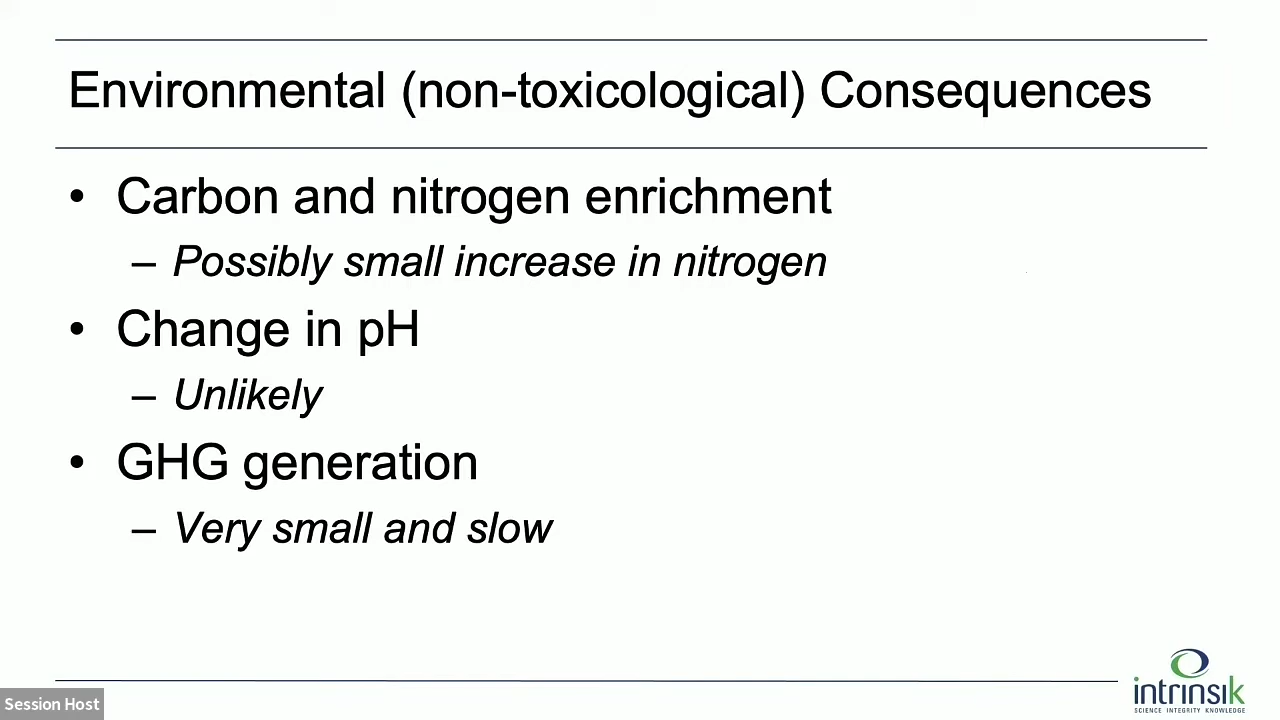 Environmental (non-toxicological) Consequences
• Carbon and nitrogen enrichment
– Possibly small increase in nitrogen
• Change in pH
– Unlikely
• GHG generation
– Very small and slow
intrinsik
SCIENCE INTEGRITY KNOWLEDGE
Session Host